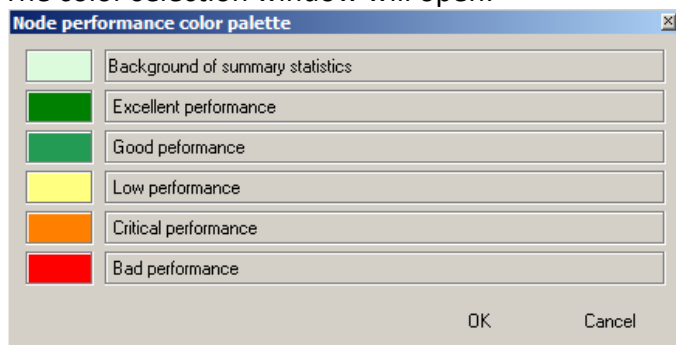 The color selection window will open.
Node performance color palette
Background of summary statistics
Excellent performance
Good peformance
Low performance
Critical performance
Bad performance
OK Cancel